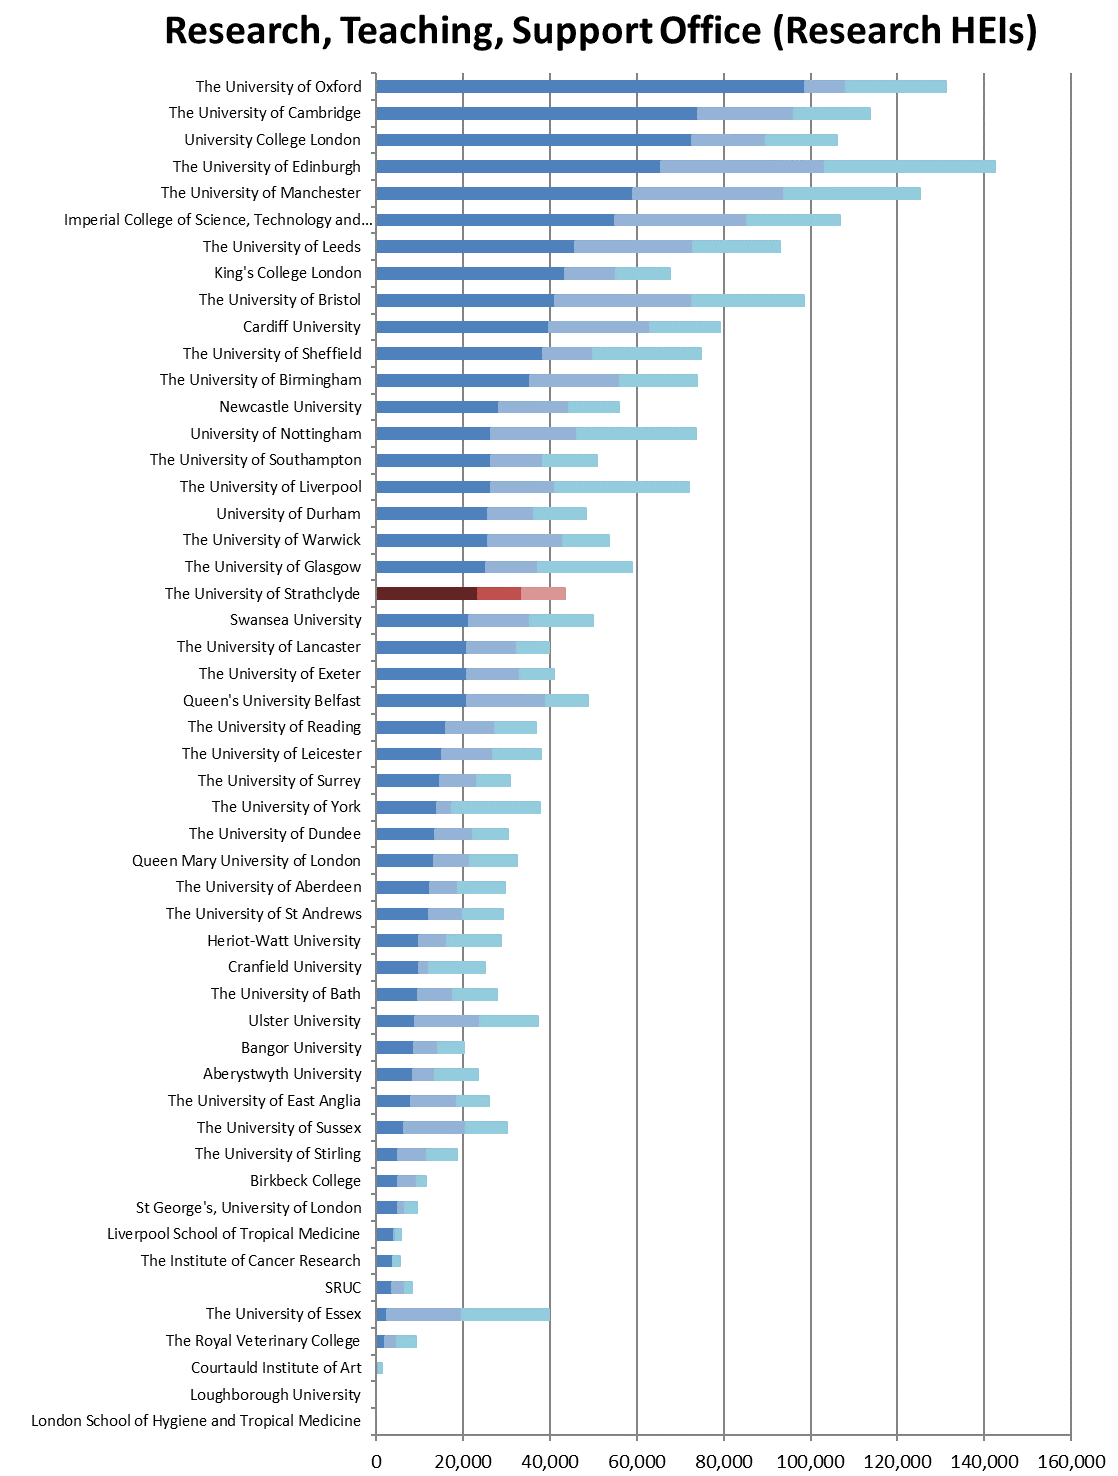 Research, Teaching, Support Office (Research HEIs)
The University of Oxford
The University of Cambridge
University College London
The University of Edinburgh
The University of Manchester
Imperial College of Science, Technology and...
The University of Leeds
King's College London
The University of Bristol
Cardiff University
The University of Sheffield
The University of Birmingham
Newcastle University
University of Nottingham
The University of Southampton
The University of Liverpool
University of Durham
The University of Warwick
The University of Glasgow
The University of Strathclyde
Swansea University
The University of Lancaster
The University of Exeter
Queen's University Belfast
The University of Reading
The University of Leicester
The University of Surrey
The University of York
The University of Dundee
Queen Mary University of London
The University of Aberdeen
The University of St Andrews
Heriot-Watt University
Cranfield University
The University of Bath
Ulster University
Bangor University
Aberystwyth University
The University of East Anglia
The University of Sussex
The University of Stirling
Birkbeck College
St George's, University of London
Liverpool School of Tropical Medicine
The Institute of Cancer Research
SRUC
The University of Essex
The Royal Veterinary College
Courtauld Institute of Art
Loughborough University
London School of Hygiene and Tropical Medicine
0 20,000 40,000 60,000 80,000 100,000 120,000 140,000 160,000